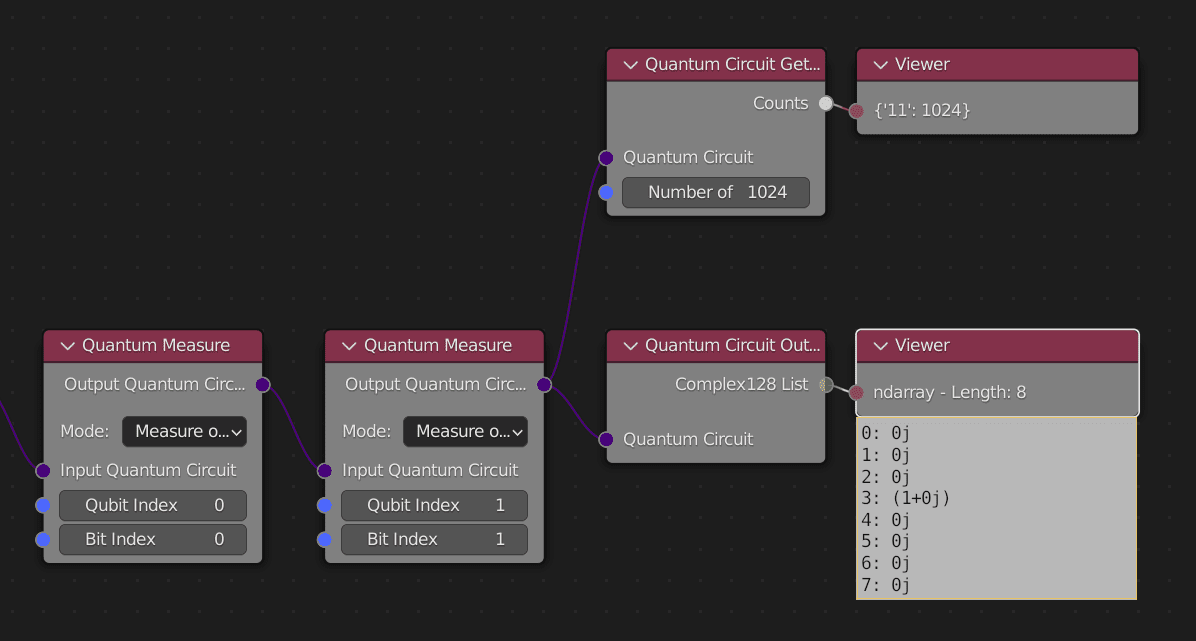 Quantum Circuit Get...
Counts
Quantum Circuit
Number of 1024
Viewer
{'11': 1024}
Quantum Measure
Output Quantum Circ...
Mode: Measure o...
Input Quantum Circuit
Qubit Index 0
Bit Index 0
Quantum Measure
Output Quantum Circ...
Mode: Measure o...
Input Quantum Circuit
Qubit Index 1
Bit Index 1
Quantum Circuit Out...
Complex128 List
Quantum Circuit
Viewer
ndarray - Length: 8
0: 0j
1: 0j
2: 0j
3: (1+0j)
4: 0j
5: 0j
6: 0j
7: 0j